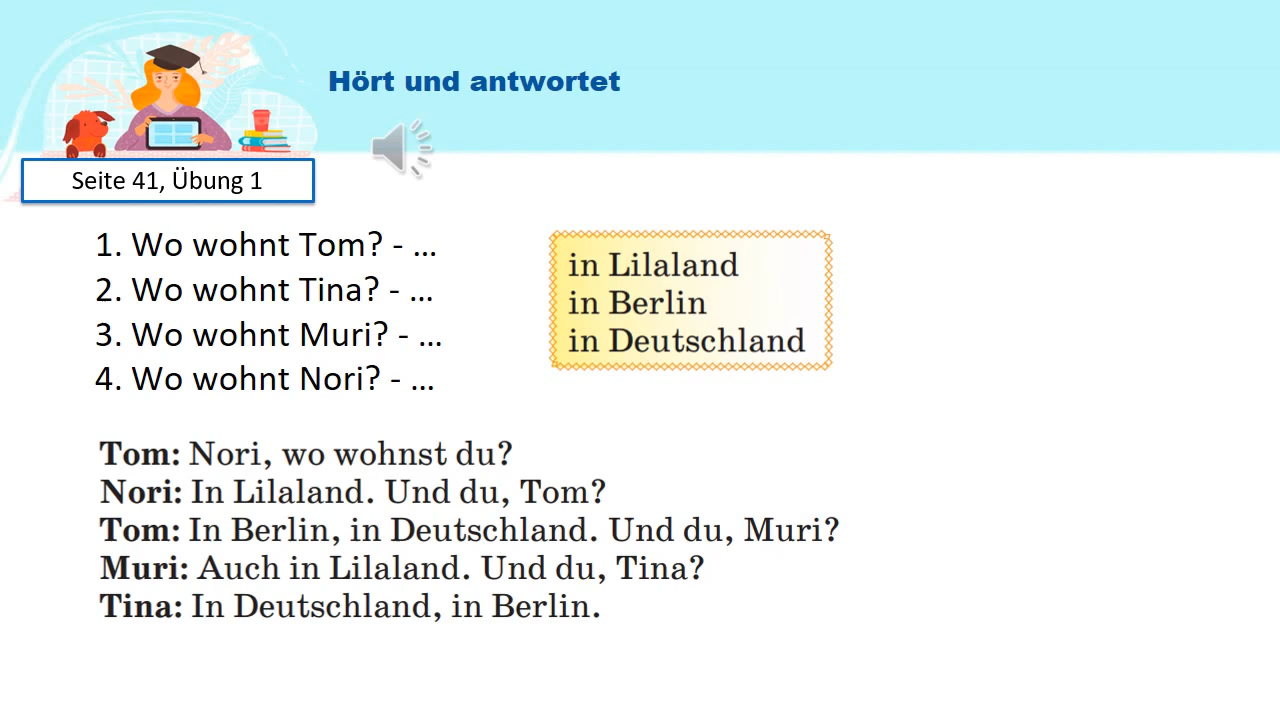 Hört und antwortet
Seite 41, Übung 1
1. Wo wohnt Tom? - …
2. Wo wohnt Tina? - …
3. Wo wohnt Muri? - …
4. Wo wohnt Nori? - …
in Lilaland
in Berlin
in Deutschland
Tom: Nori, wo wohnst du?
Nori: In Lilaland. Und du, Tom?
Tom: In Berlin, in Deutschland. Und du, Muri?
Muri: Auch in Lilaland. Und du, Tina?
Tina: In Deutschland, in Berlin.